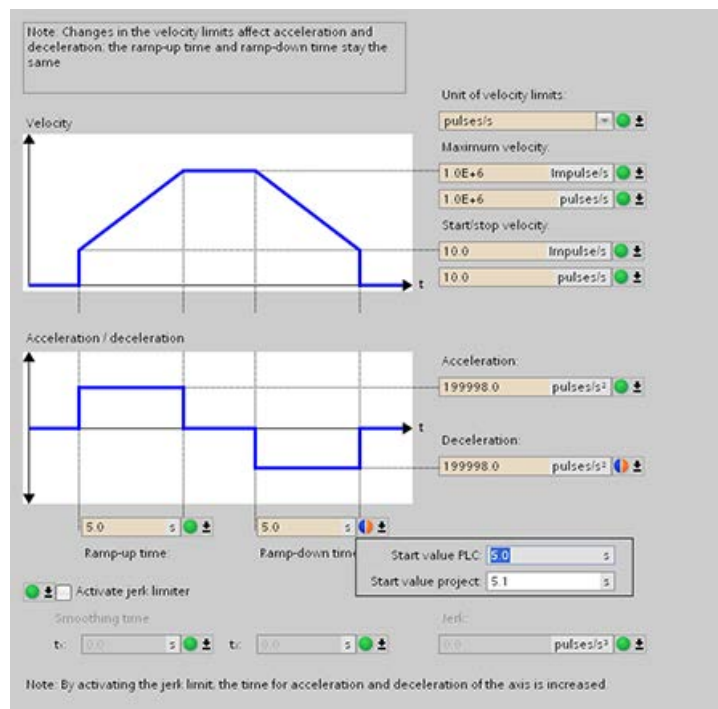 Note: Changes in the velocity limits affect acceleration and
deceleration: the ramp-up time and ramp-down time stay the
same
Unit of velocity limits:
pulses/s
Velocity
Maximum velocity:
1.0E+6 Impulse/s
1.0E+6 pulses/s
Start/stop velocity:
10.0 Impulse/s
10.0 pulses/s
t
Acceleration / deceleration
Acceleration:
199998.0 pulses/s²
t
Deceleration:
199998.0 pulses/s²
5.0 s 5.0 s
Ramp-up time: Ramp-down time
Start value PLC: 5.0 s
Start value project: 5.1 s
Activate jerk limiter
Smoothing time Jerk:
0.0 s 0.0 s 0.0 pulses/s³
Note: By activating the jerk limit, the time for acceleration and deceleration of the axis is increased